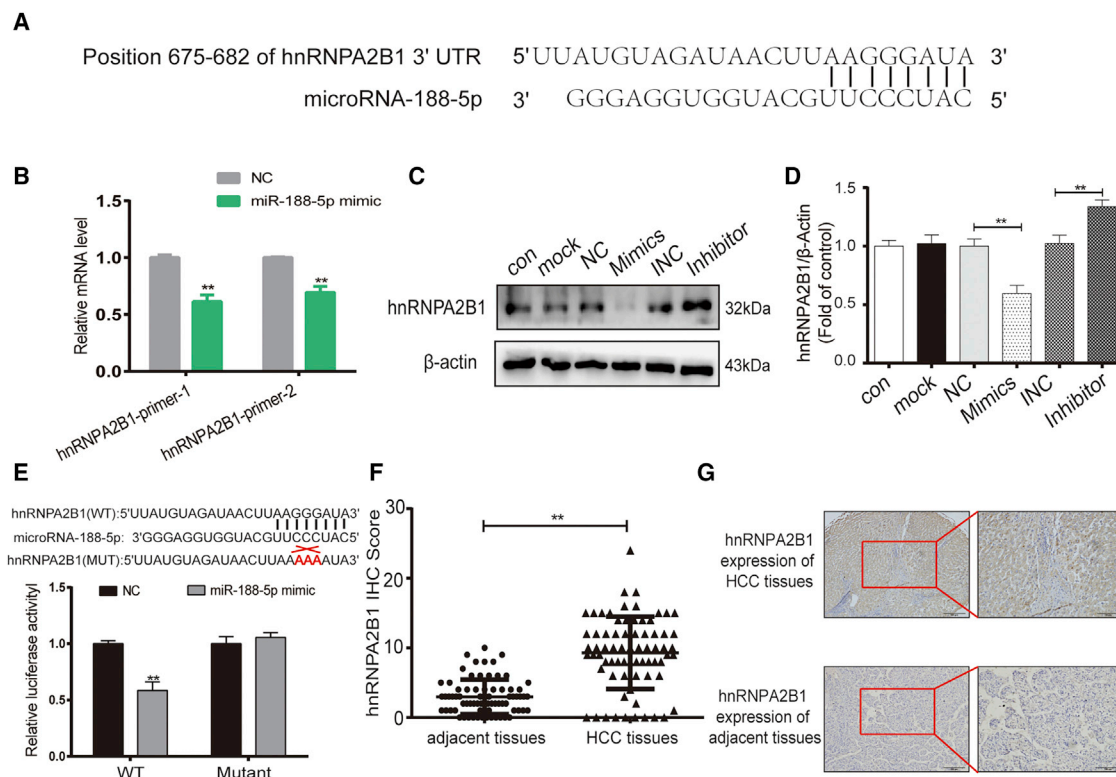 A
Position 675-682 of hnRNPA2B1 3' UTR 5'UUAUGUAGAUAACUUAAGGGAUA 3'
microRNA-188-5p 3' GGGAGGUGGUACGUUCCCUAC 5'
B
NC
miR-188-5p mimic
Relative mRNA level
1.5
1.0
0.5
0.0
**
**
hnRNPA2B1-primer-1
hnRNPA2B1-primer-2
C
con
mock
NC
Mimics
INC
Inhibitor
hnRNPA2B1
32kDa
β-actin
43kDa
D
hnRNPA2B1/β-Actin
(Fold of control)
1.5
1.0
0.5
0.0
**
**
con
mock
NC
Mimics
INC
Inhibitor
E
hnRNPA2B1(WT):5'UUAUGUAGAUAACUUAAGGGAUA3'
microRNA-188-5p: 3'GGGAGGUGGUACGUUCCCUAC5'
hnRNPA2B1(MUT):5'UUAUGUAGAUAACUUAAAAAAUA3'
NC
miR-188-5p mimic
Relative luciferase activityl
1.5
1.0
0.5
0.0
**
WT
Mutant
F
hnRNPA2B1 IHC Score
30
20
10
0
**
adjacent tissues
HCC tissues
G
hnRNPA2B1
expression of
HCC tissues
hnRNPA2B1
expression of
adjacent tissues